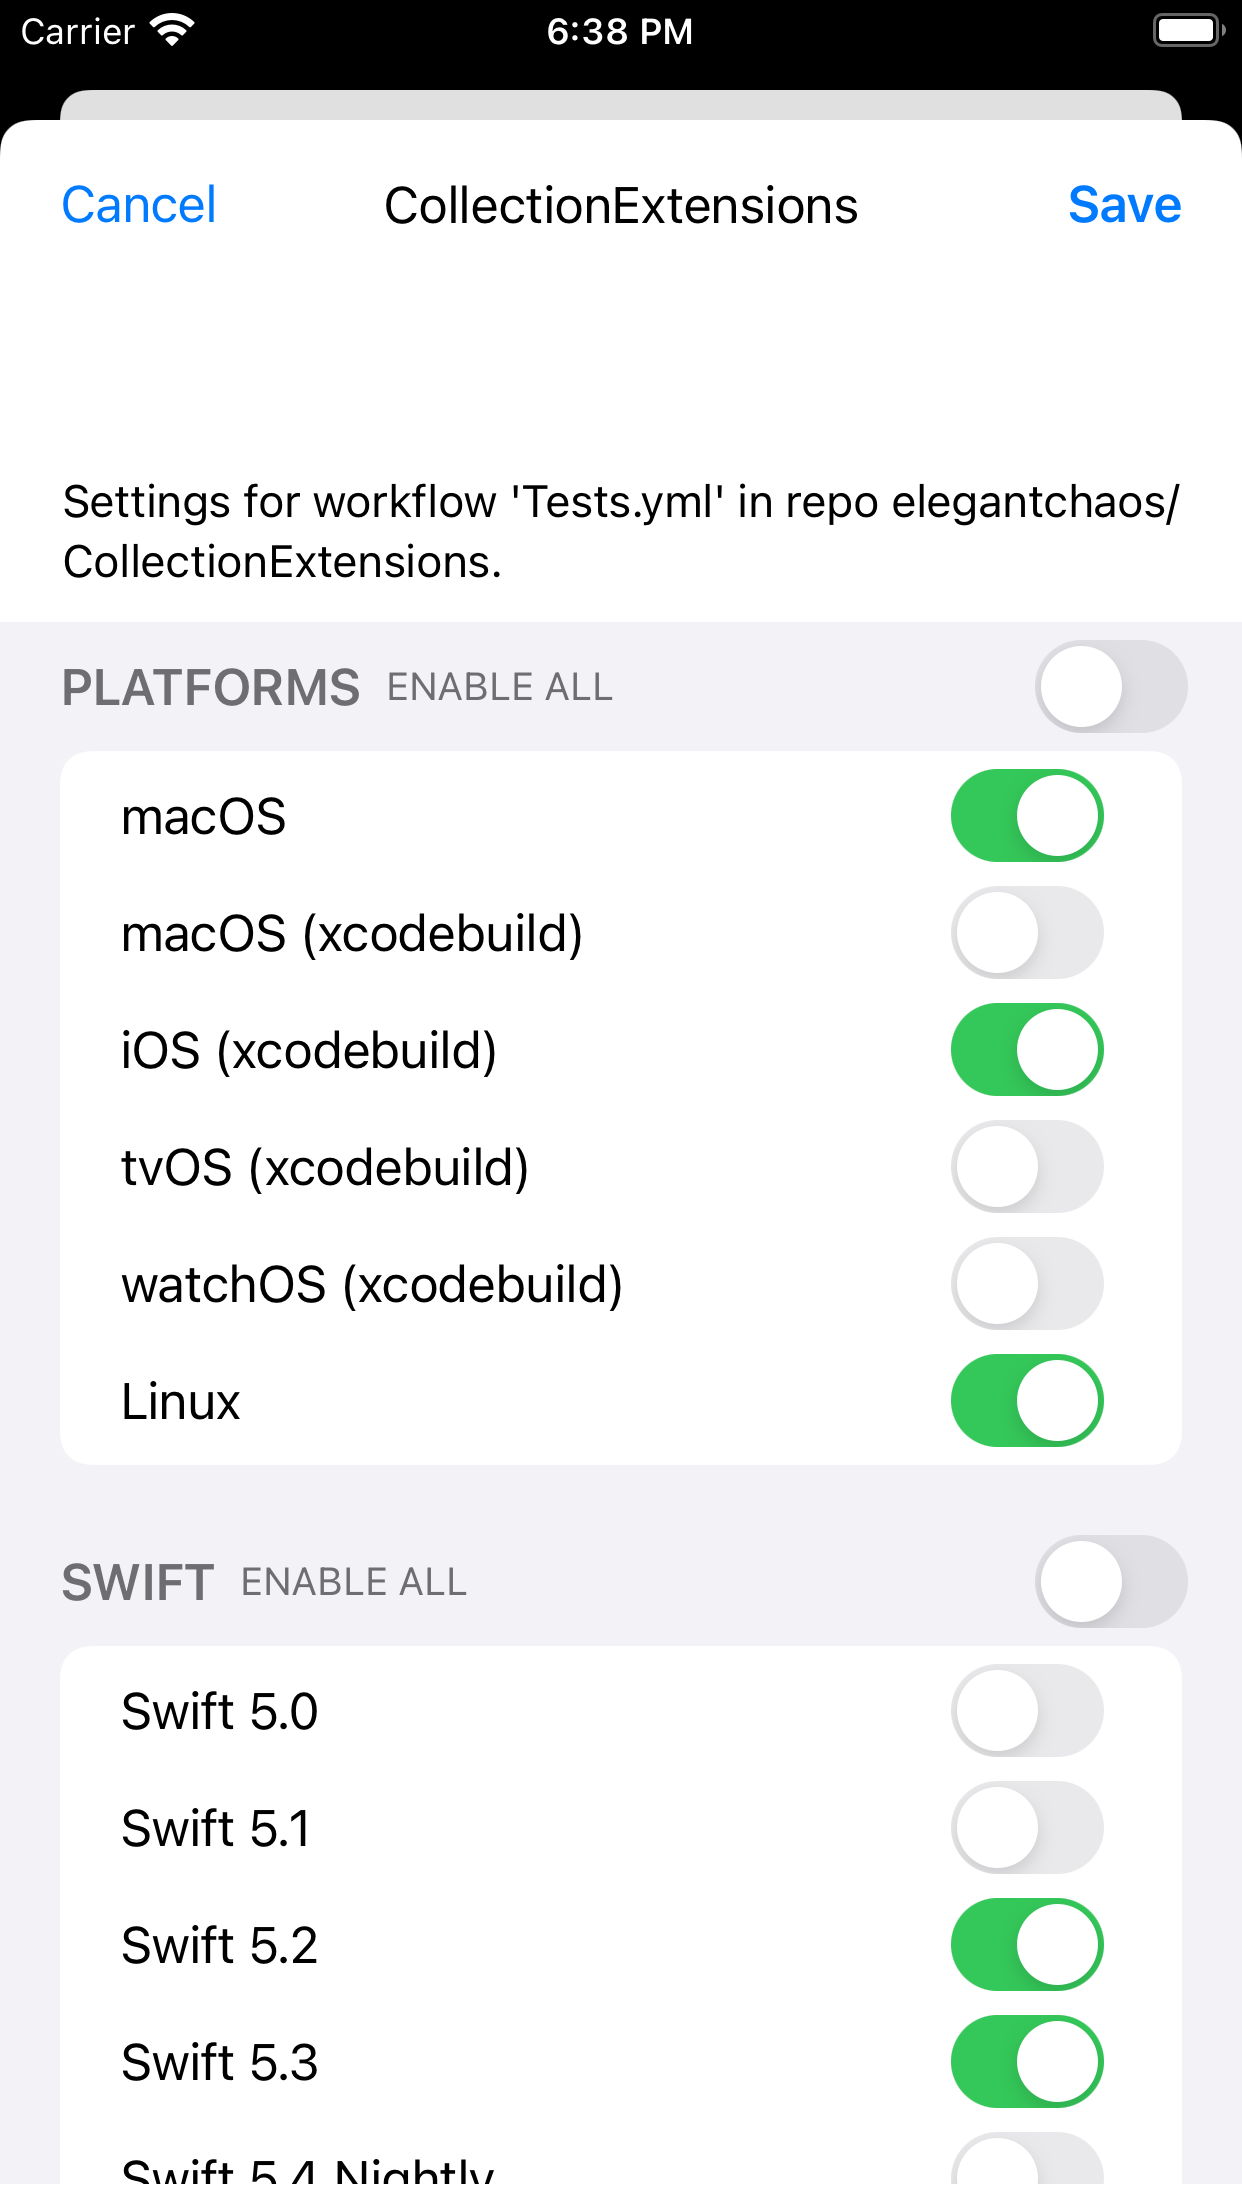 Carrier 6:38 PM
Cancel CollectionExtensions Save
Settings for workflow 'Tests.yml' in repo elegantchaos/
CollectionExtensions.
PLATFORMS ENABLE ALL
macOS
macOS (xcodebuild)
iOS (xcodebuild)
tvOS (xcodebuild)
watchOS (xcodebuild)
Linux
SWIFT ENABLE ALL
Swift 5.0
Swift 5.1
Swift 5.2
Swift 5.3
Swift 5.4 Nightly